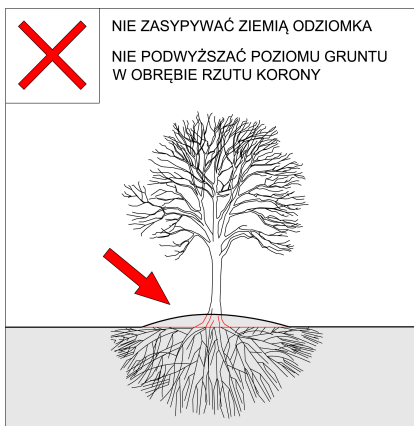 NIE ZASYPYWAĆ ZIEMIĄ ODZIOMKA
NIE PODWYŻSZAĆ POZIOMU GRUNTU
W OBRĘBIE RZUTU KORONY